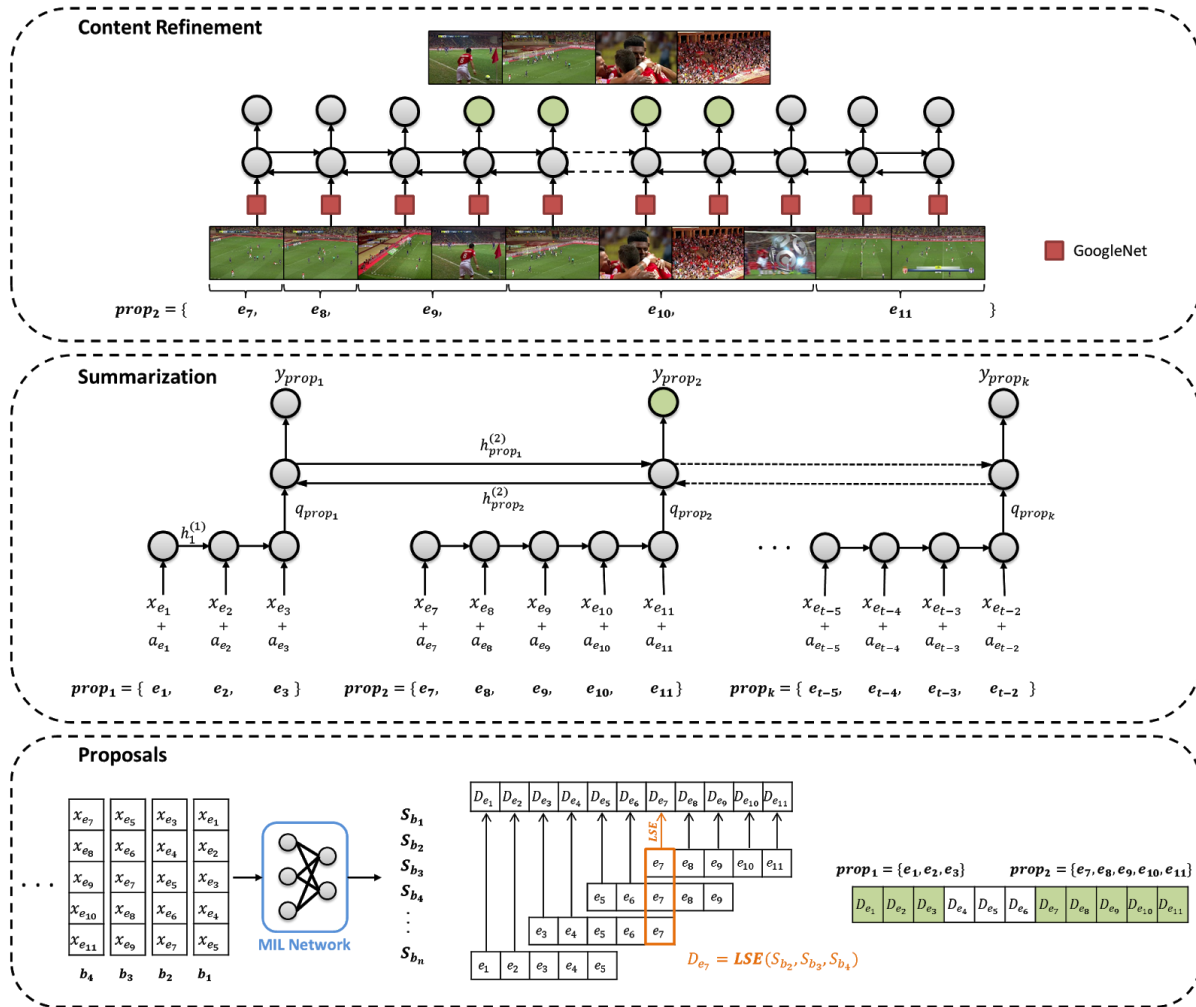 Content Refinement
GoogleNet
prop₂ = { e₇, e₈, e₉, e₁₀, e₁₁ }
Summarization
y_prop₁ y_prop₂ y_propₖ
h_prop₁^(2)
h_prop₂^(2)
q_prop₁ q_prop₂ q_propₖ
h₁^(1)
. . .
x_e₁ x_e₂ x_e₃ x_e₇ x_e₈ x_e₉ x_e₁₀ x_e₁₁ x_eₜ₋₅ x_eₜ₋₄ x_eₜ₋₃ x_eₜ₋₂
+ + + + + + + + + + + +
a_e₁ a_e₂ a_e₃ a_e₇ a_e₈ a_e₉ a_e₁₀ a_e₁₁ a_eₜ₋₅ a_eₜ₋₄ a_eₜ₋₃ a_eₜ₋₂
prop₁ = { e₁, e₂, e₃ } prop₂ = {e₇, e₈, e₉, e₁₀, e₁₁} propₖ = { eₜ₋₅, eₜ₋₄, eₜ₋₃, eₜ₋₂ }
Proposals
x_e₇ x_e₅ x_e₃ x_e₁
x_e₈ x_e₆ x_e₄ x_e₂
x_e₉ x_e₇ x_e₅ x_e₃
x_e₁₀ x_e₈ x_e₆ x_e₄
x_e₁₁ x_e₉ x_e₇ x_e₅
. . .
b₄ b₃ b₂ b₁
MIL Network
S_b₁
S_b₂
S_b₃
S_b₄
⋮
S_bₙ
D_e₁ D_e₂ D_e₃ D_e₄ D_e₅ D_e₆ D_e₇ D_e₈ D_e₉ D_e₁₀ D_e₁₁
LSE
e₇ e₈ e₉ e₁₀ e₁₁
e₅ e₆ e₇ e₈ e₉
e₃ e₄ e₅ e₆ e₇
e₁ e₂ e₃ e₄ e₅
D_e₇ = LSE(S_b₂, S_b₃, S_b₄)
prop₁ = {e₁, e₂, e₃} prop₂ = {e₇, e₈, e₉, e₁₀, e₁₁}
D_e₁ D_e₂ D_e₃ D_e₄ D_e₅ D_e₆ D_e₇ D_e₈ D_e₉ D_e₁₀ D_e₁₁